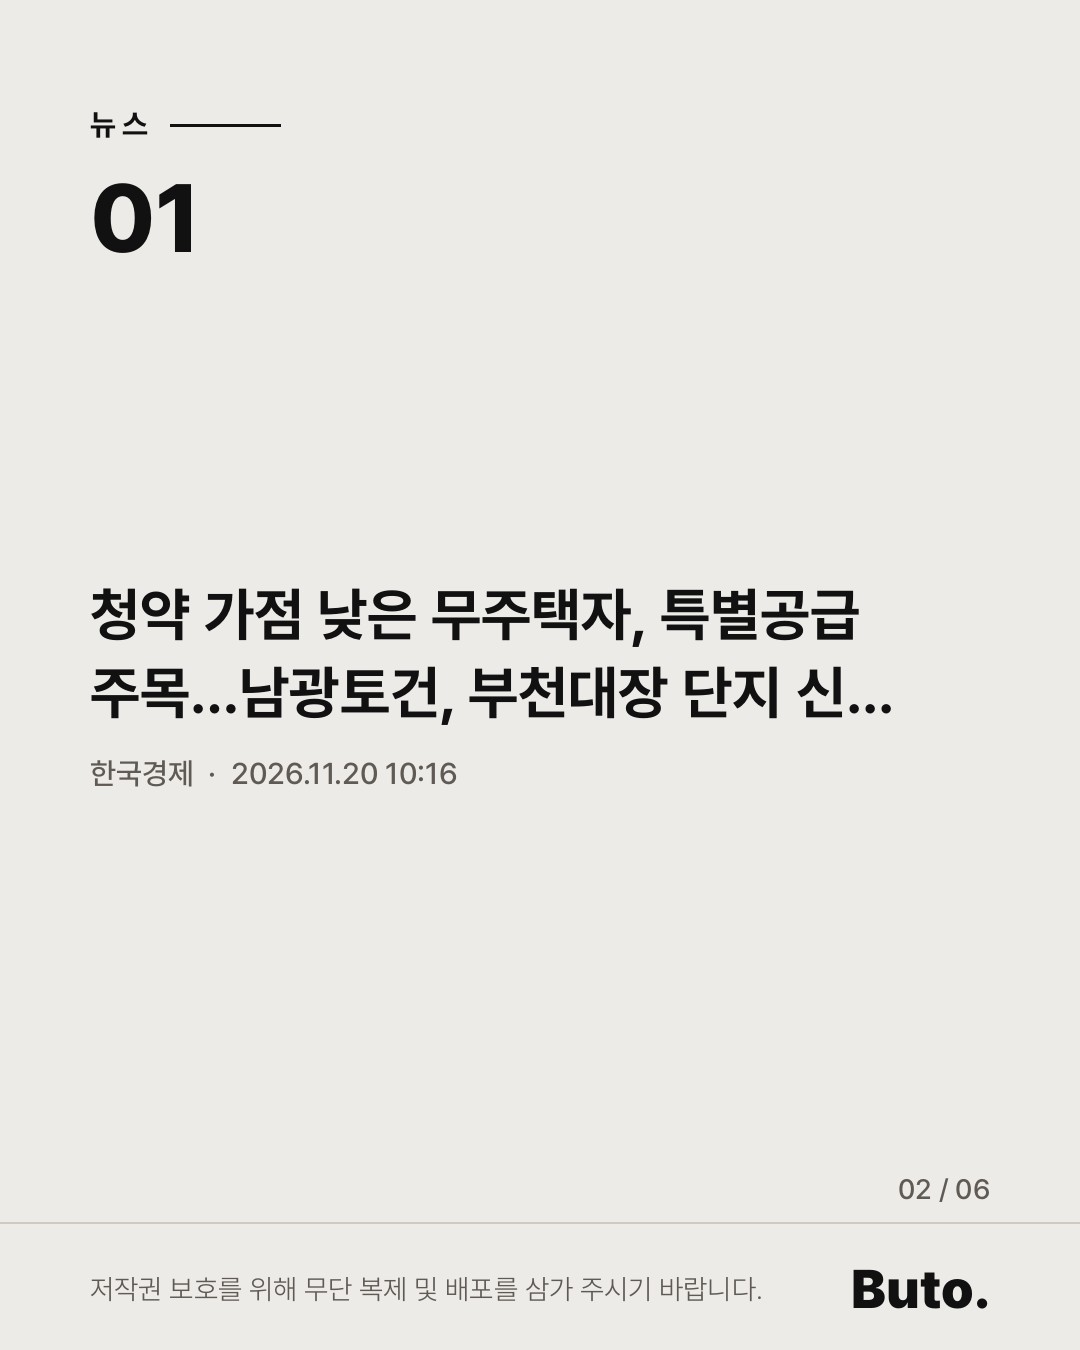 뉴스
01
청약 가점 낮은 무주택자, 특별공급
주목...남광토건, 부천대장 단지 신...
한국경제 · 2026.11.20 10:16
02 / 06
저작권 보호를 위해 무단 복제 및 배포를 삼가 주시기 바랍니다.
Buto.